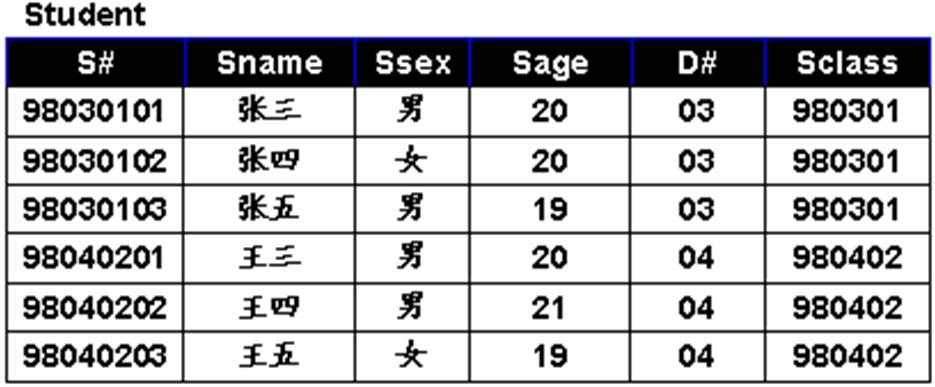 Student
S# Sname Ssex Sage D# Sclass
98030101 张三 男 20 03 980301
98030102 张四 女 20 03 980301
98030103 张五 男 19 03 980301
98040201 王三 男 20 04 980402
98040202 王四 男 21 04 980402
98040203 王五 女 19 04 980402